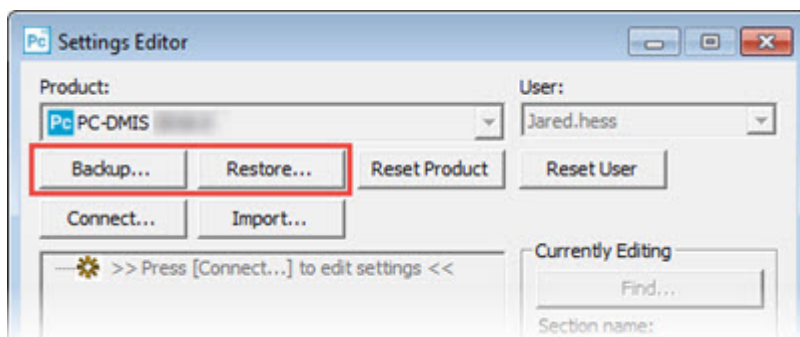 Pc Settings Editor
Product:
User:
Pc PC-DMIS
Jared.hess
Backup...
Restore...
Reset Product
Reset User
Connect...
Import...
>> Press [Connect...] to edit settings <<
Currently Editing
Find...
Section name: